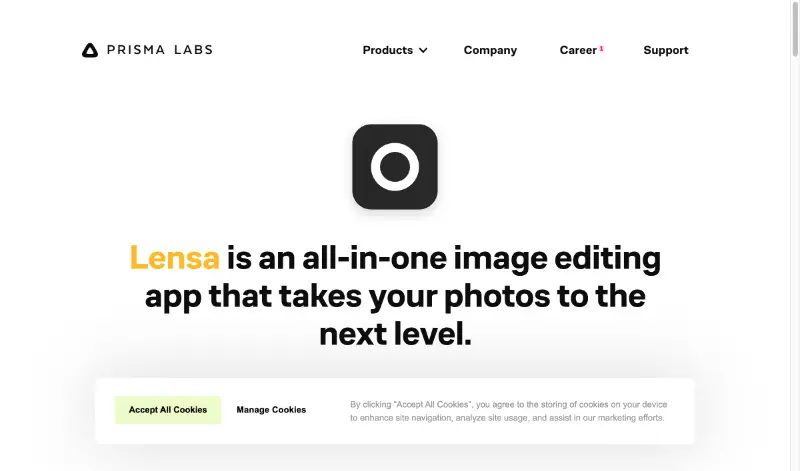 PRISMA LABS
Products
Company
Career 1
Support
Lensa is an all-in-one image editing
app that takes your photos to the
next level.
Accept All Cookies
Manage Cookies
By clicking "Accept All Cookies", you agree to the storing of cookies on your device
to enhance site navigation, analyze site usage, and assist in our marketing efforts.